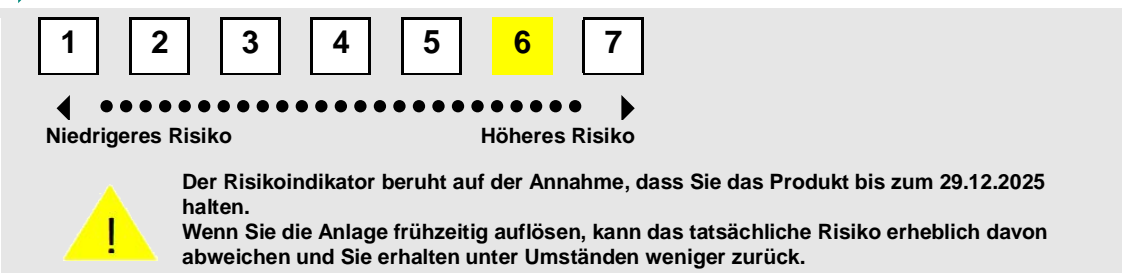 1 2 3 4 5 6 7
Niedrigeres Risiko Höheres Risiko
Der Risikoindikator beruht auf der Annahme, dass Sie das Produkt bis zum 29.12.2025
halten.
! Wenn Sie die Anlage frühzeitig auflösen, kann das tatsächliche Risiko erheblich davon
abweichen und Sie erhalten unter Umständen weniger zurück.